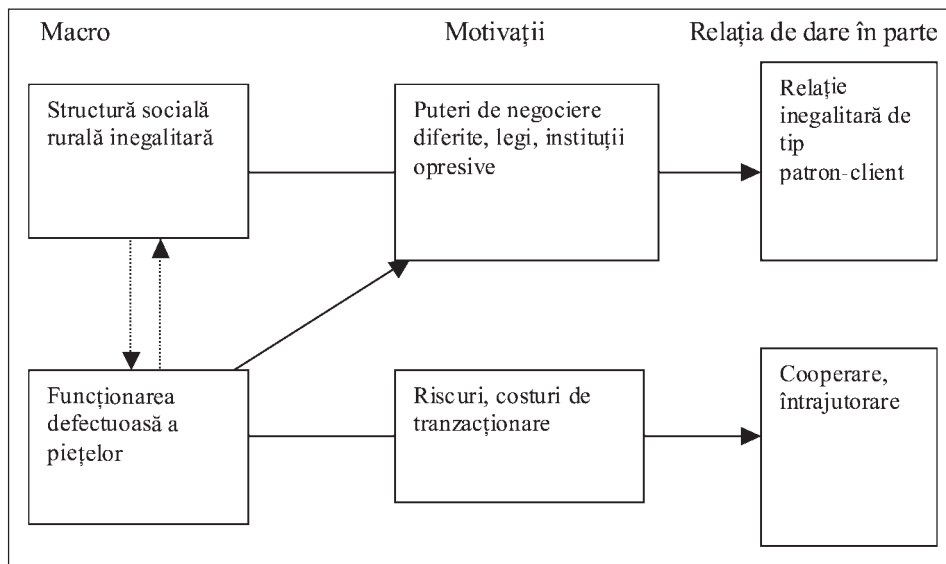 Macro
Motivații
Relația de dare în parte
Structură socială
rurală inegalitară
Puteri de negociere
diferite, legi, instituții
opresive
Relație
inegalitară de
tip
patron-client
Funcționarea
defectuoasă a
piețelor
Riscuri, costuri de
tranzacționare
Cooperare,
întrajutorare